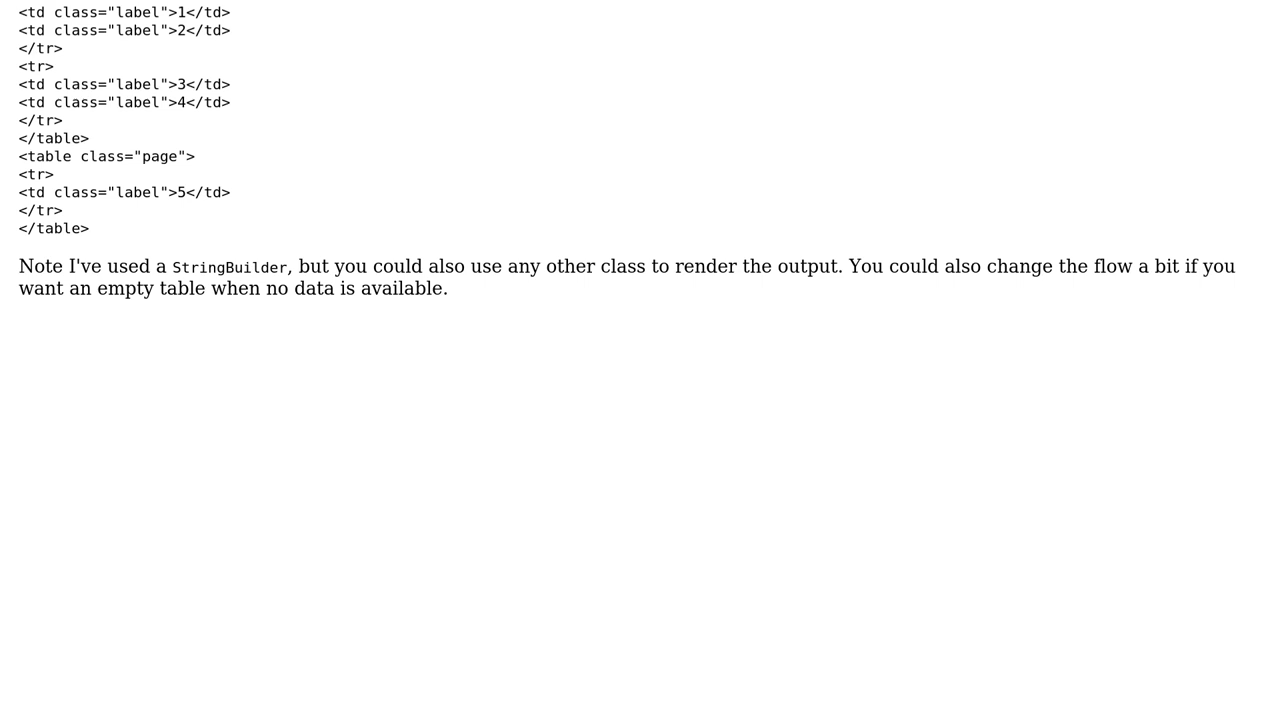 <td class="label">1</td>
<td class="label">2</td>
</tr>
<tr>
<td class="label">3</td>
<td class="label">4</td>
</tr>
</table>
<table class="page">
<tr>
<td class="label">5</td>
</tr>
</table>
Note I've used a StringBuilder, but you could also use any other class to render the output. You could also change the flow a bit if you
want an empty table when no data is available.